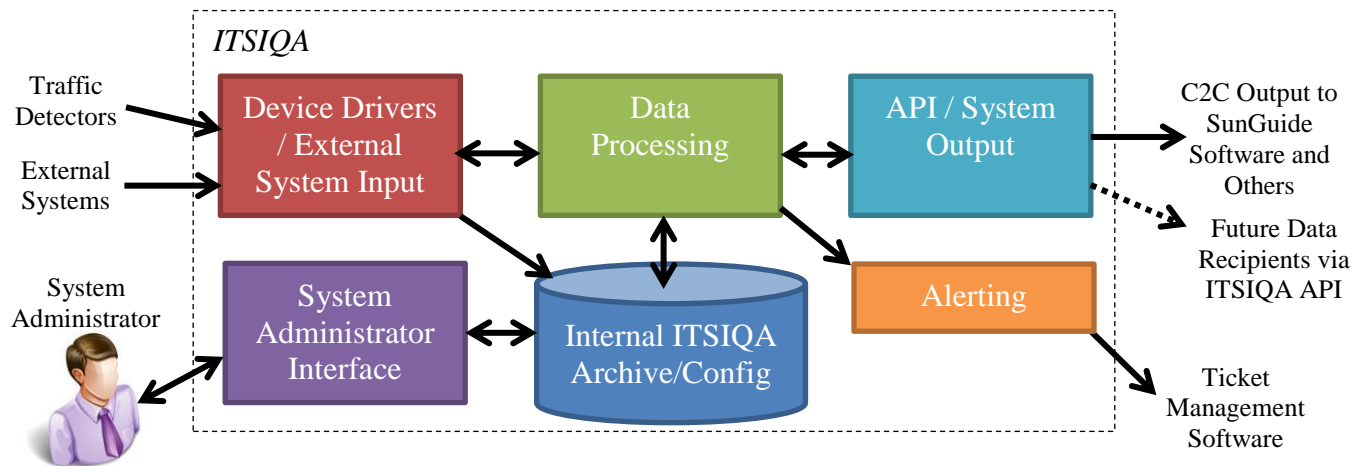 ITSIQA
Traffic
Detectors
External
Systems
Device Drivers
/ External
System Input
Data
Processing
API / System
Output
C2C Output to
SunGuide
Software and
Others
Future Data
Recipients via
ITSIQA API
System
Administrator
System
Administrator
Interface
Internal ITSIQA
Archive/Config
Alerting
Ticket
Management
Software